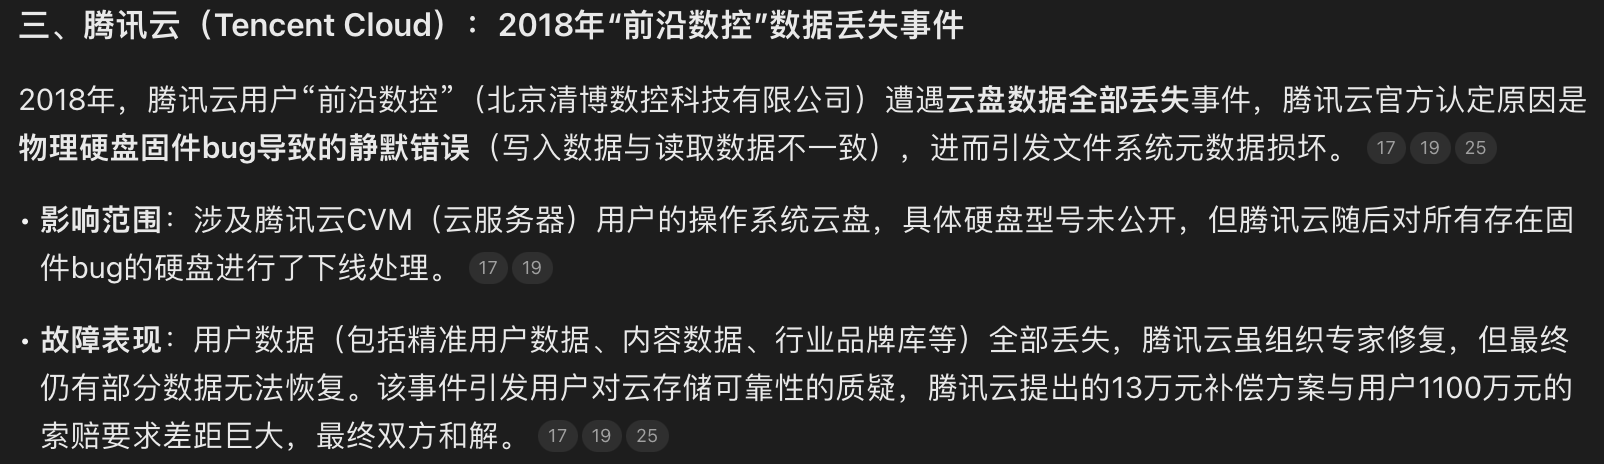 三、腾讯云（Tencent Cloud）：2018年“前沿数控”数据丢失事件
2018年，腾讯云用户“前沿数控”（北京清博数控科技有限公司）遭遇云盘数据全部丢失事件，腾讯云官方认定原因是
物理硬盘固件bug导致的静默错误（写入数据与读取数据不一致），进而引发文件系统元数据损坏。 17 19 25
• 影响范围：涉及腾讯云CVM（云服务器）用户的操作系统云盘，具体硬盘型号未公开，但腾讯云随后对所有存在固
件bug的硬盘进行了下线处理。 17 19
• 故障表现：用户数据（包括精准用户数据、内容数据、行业品牌库等）全部丢失，腾讯云虽组织专家修复，但最终
仍有部分数据无法恢复。该事件引发用户对云存储可靠性的质疑，腾讯云提出的13万元补偿方案与用户1100万元的
索赔要求差距巨大，最终双方和解。 17 19 25